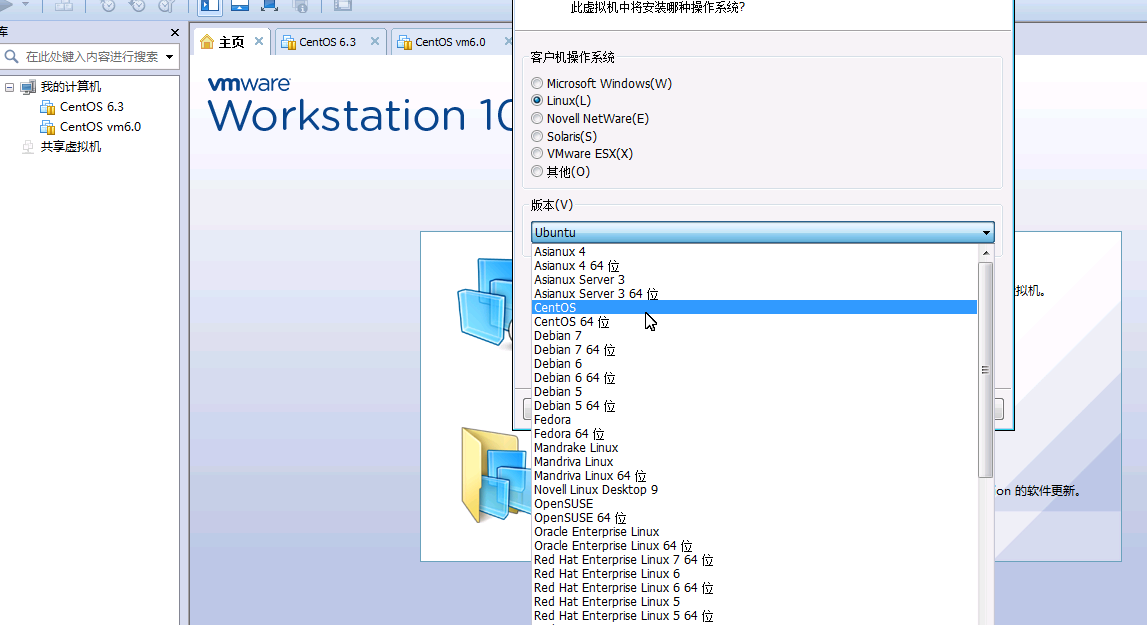 此虚拟机中将安装哪种操作系统?
库
主页
CentOS 6.3
CentOS vm6.0
在此处键入内容进行搜索
我的计算机
CentOS 6.3
CentOS vm6.0
共享虚拟机
vmware
Workstation 10
客户机操作系统
Microsoft Windows(W)
Linux(L)
Novell NetWare(E)
Solaris(S)
VMware ESX(X)
其他(O)
版本(V)
Ubuntu
Asianux 4
Asianux 4 64 位
Asianux Server 3
Asianux Server 3 64 位
CentOS
CentOS 64 位
Debian 7
Debian 7 64 位
Debian 6
Debian 6 64 位
Debian 5
Debian 5 64 位
Fedora
Fedora 64 位
Mandrake Linux
Mandriva Linux
Mandriva Linux 64 位
Novell Linux Desktop 9
OpenSUSE
OpenSUSE 64 位
Oracle Enterprise Linux
Oracle Enterprise Linux 64 位
Red Hat Enterprise Linux 7 64 位
Red Hat Enterprise Linux 6
Red Hat Enterprise Linux 6 64 位
Red Hat Enterprise Linux 5
Red Hat Enterprise Linux 5 64 位
拟机。
on 的软件更新。